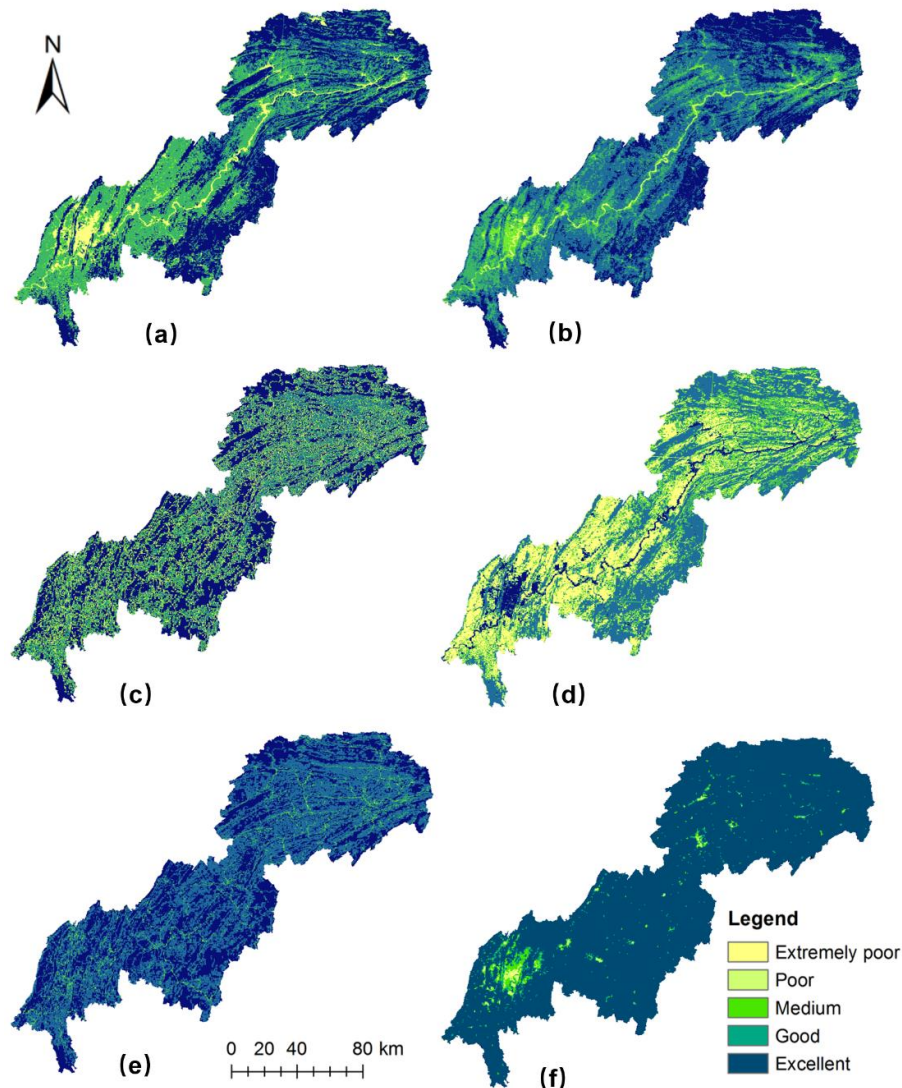 N
(a)
(b)
(c)
(d)
(e)
(f)
0 20 40 80 km
Legend
Extremely poor
Poor
Medium
Good
Excellent